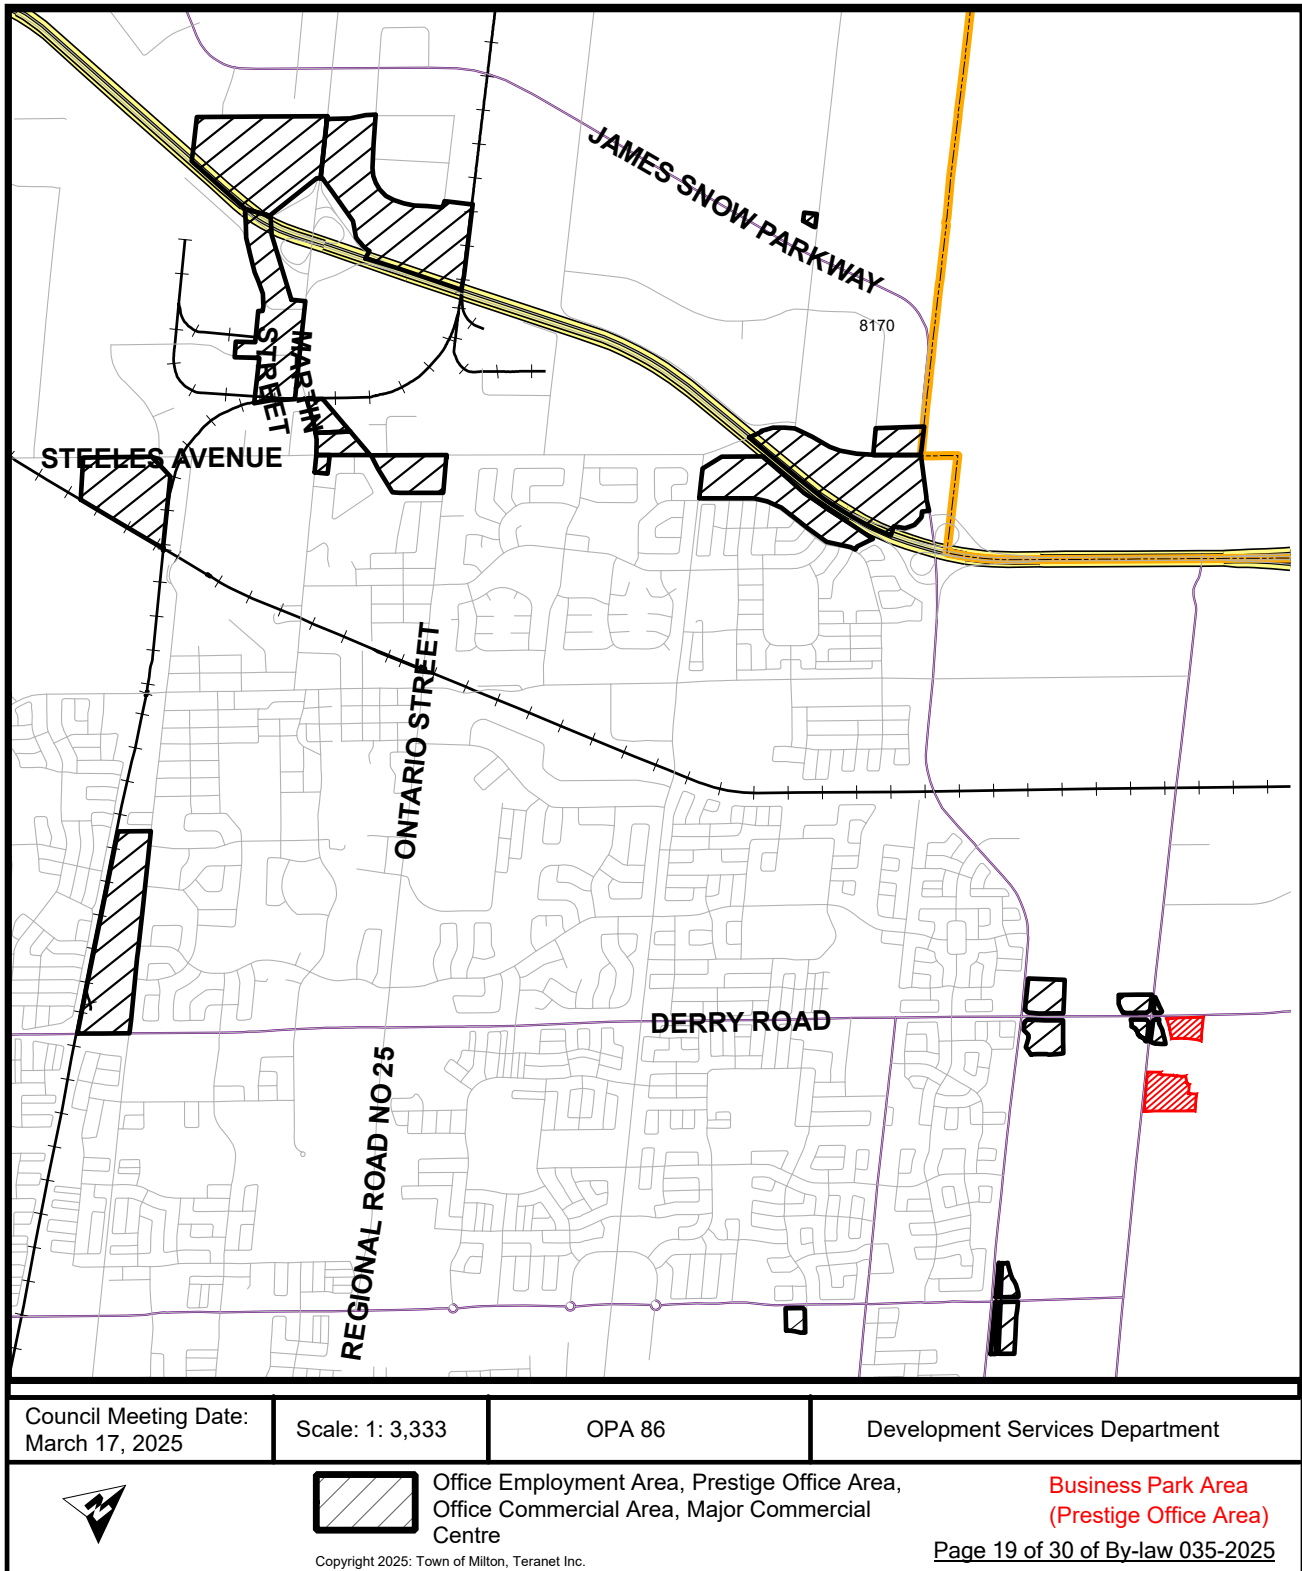 JAMES SNOW PARKWAY
8170
MARTIN
STREET
STEELES AVENUE
ONTARIO STREET
DERRY ROAD
REGIONAL ROAD NO 25
Council Meeting Date:
March 17, 2025
Scale: 1: 3,333
OPA 86
Development Services Department
N
Office Employment Area, Prestige Office Area,
Office Commercial Area, Major Commercial
Centre
Business Park Area
(Prestige Office Area)
Copyright 2025: Town of Milton, Teranet Inc.
Page 19 of 30 of By-law 035-2025